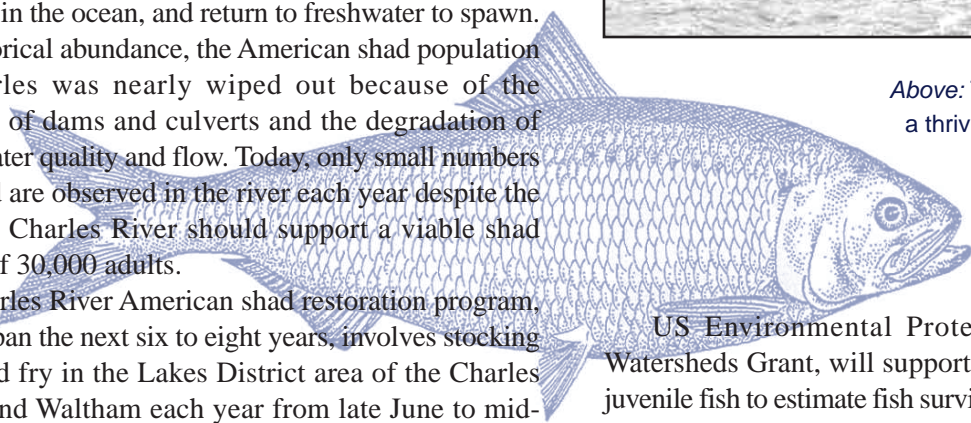 in the ocean, and return to freshwater to spawn.
orical abundance, the American shad population
rles was nearly wiped out because of the
of dams and culverts and the degradation of
ater quality and flow. Today, only small numbers
are observed in the river each year despite the
Charles River should support a viable shad
f 30,000 adults.
rles River American shad restoration program,
pan the next six to eight years, involves stocking
d fry in the Lakes District area of the Charles
nd Waltham each year from late June to mid-
Above:
a thriv
US Environmental Prote
Watersheds Grant, will support
juvenile fish to estimate fish survi